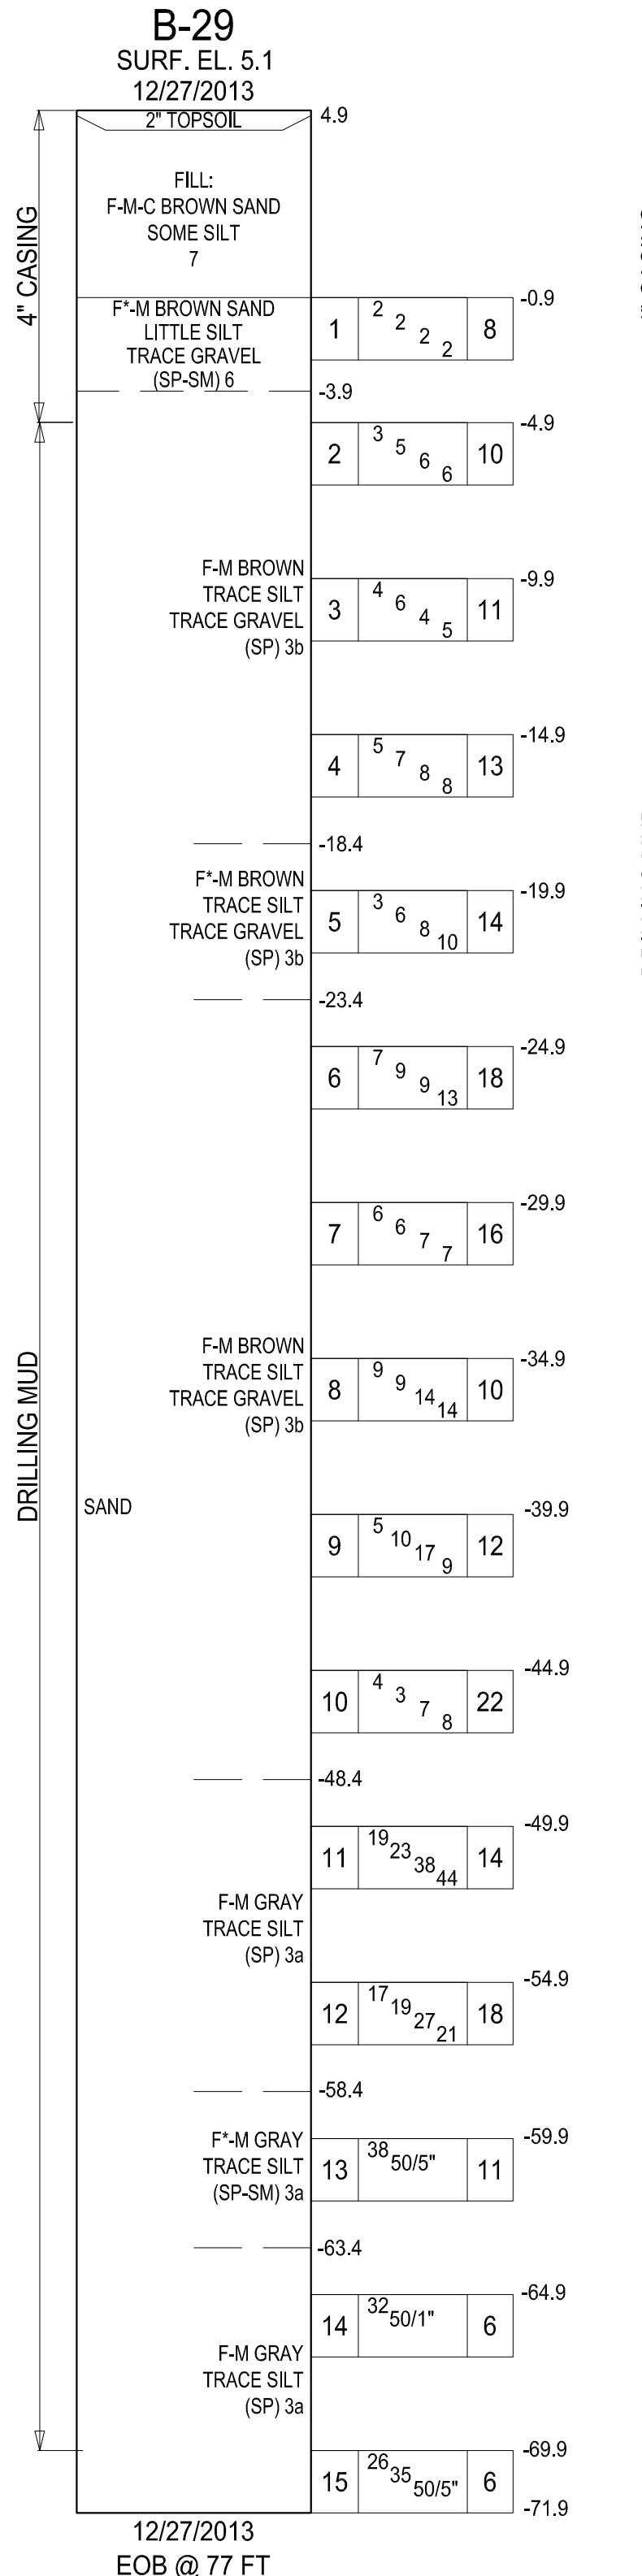 B-29
SURF. EL. 5.1
12/27/2013
2" TOPSOIL
4.9
4" CASING
FILL:
F-M-C BROWN SAND
SOME SILT
7
F*-M BROWN SAND
LITTLE SILT
TRACE GRAVEL
(SP-SM) 6
-0.9
1 2 2 2 2 8
-3.9
-4.9
2 3 5 6 6 10
F-M BROWN
TRACE SILT
TRACE GRAVEL
(SP) 3b
-9.9
3 4 6 4 5 11
-14.9
4 5 7 8 8 13
-18.4
F*-M BROWN
TRACE SILT
TRACE GRAVEL
(SP) 3b
-19.9
5 3 6 8 10 14
-23.4
-24.9
6 7 9 9 13 18
-29.9
7 6 6 7 7 16
DRILLING MUD
F-M BROWN
TRACE SILT
TRACE GRAVEL
(SP) 3b
-34.9
8 9 9 14 14 10
SAND
-39.9
9 5 10 17 9 12
-44.9
10 4 3 7 8 22
-48.4
-49.9
11 19 23 38 44 14
F-M GRAY
TRACE SILT
(SP) 3a
-54.9
12 17 19 27 21 18
-58.4
F*-M GRAY
TRACE SILT
(SP-SM) 3a
-59.9
13 38 50/5" 11
-63.4
-64.9
14 32 50/1" 6
F-M GRAY
TRACE SILT
(SP) 3a
-69.9
15 26 35 50/5" 6
-71.9
12/27/2013
EOB @ 77 FT